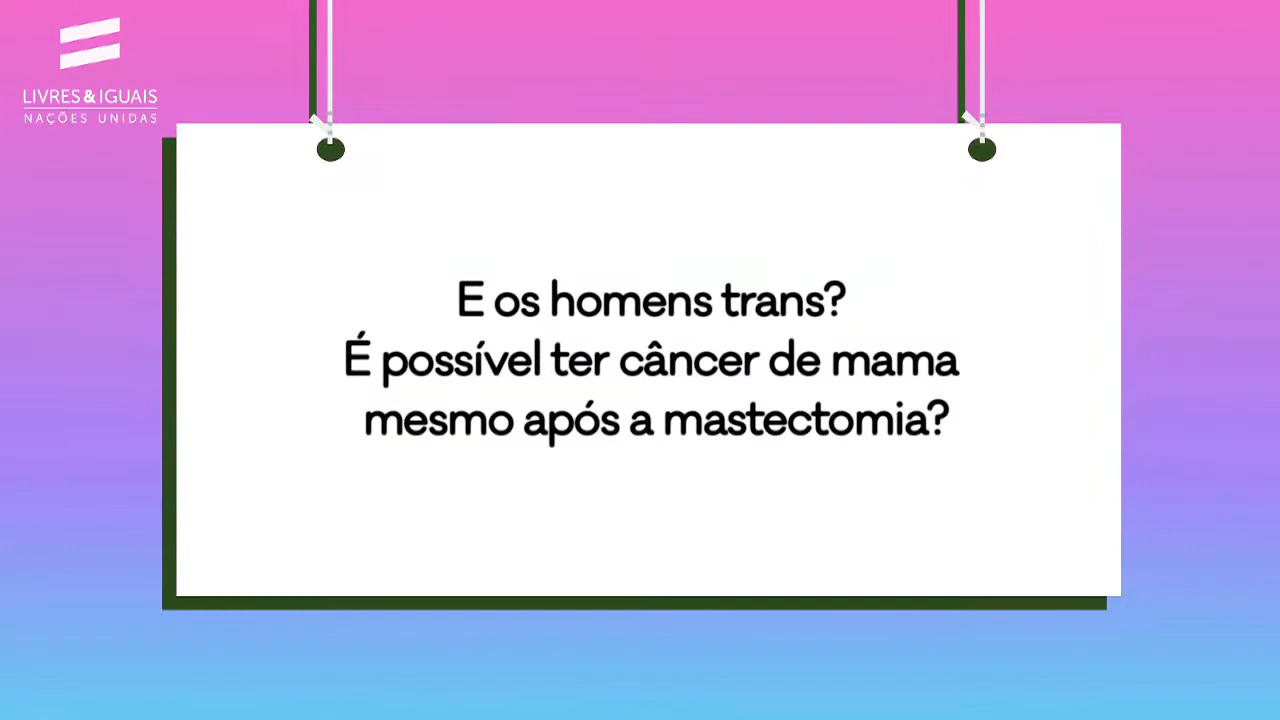 LIVRES & IGUAIS
NAÇÕES UNIDAS
E os homens trans?
É possível ter câncer de mama
mesmo após a mastectomia?